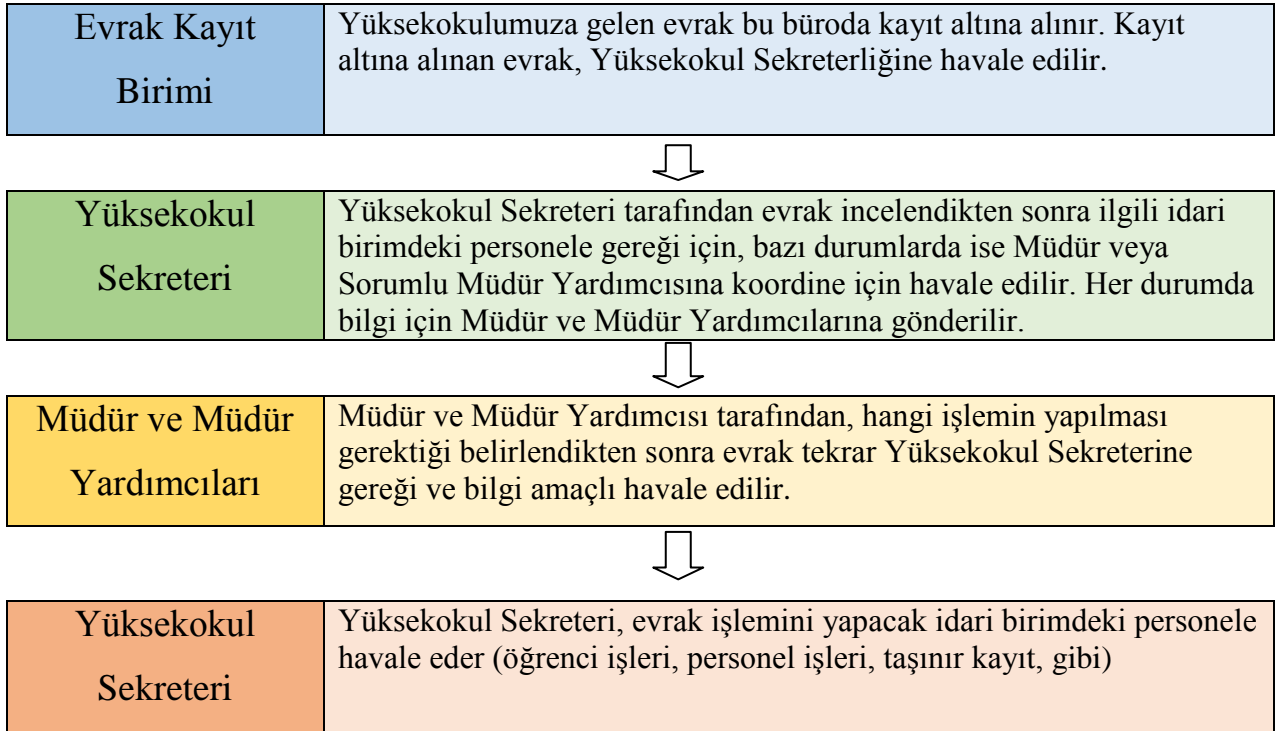 Evrak Kayıt
Birimi
Yüksekokulumuza gelen evrak bu büroda kayıt altına alınır. Kayıt
altına alınan evrak, Yüksekokul Sekreterliğine havale edilir.
Yüksekokul
Sekreteri
Yüksekokul Sekreteri tarafından evrak incelendikten sonra ilgili idari
birimdeki personele gereği için, bazı durumlarda ise Müdür veya
Sorumlu Müdür Yardımcısına koordine için havale edilir. Her durumda
bilgi için Müdür ve Müdür Yardımcılarına gönderilir.
Müdür ve Müdür
Yardımcıları
Müdür ve Müdür Yardımcısı tarafından, hangi işlemin yapılması
gerektiği belirlendikten sonra evrak tekrar Yüksekokul Sekreterine
gereği ve bilgi amaçlı havale edilir.
Yüksekokul
Sekreteri
Yüksekokul Sekreteri, evrak işlemini yapacak idari birimdeki personele
havale eder (öğrenci işleri, personel işleri, taşınır kayıt, gibi)